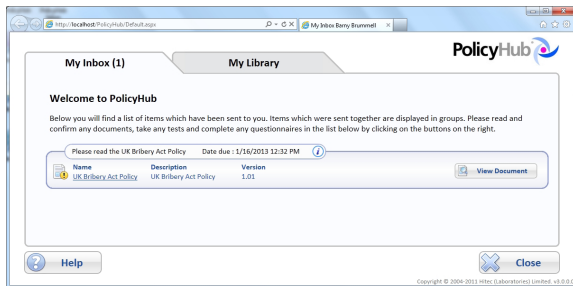 http://localhost/PolicyHub/Default.aspx
My Inbox Barny Brummell
PolicyHub
My Inbox (1)
My Library
Welcome to PolicyHub
Below you will find a list of items which have been sent to you. Items which were sent together are displayed in groups. Please read and
confirm any documents, take any tests and complete any questionnaires in the list below by clicking on the buttons on the right.
Please read the UK Bribery Act Policy Date due : 1/16/2013 12:32 PM
Name Description Version
UK Bribery Act Policy UK Bribery Act Policy 1.01
View Document
Help
Close
Copyright © 2004-2011 Hitec (Laboratories) Limited. v3.0.0.0